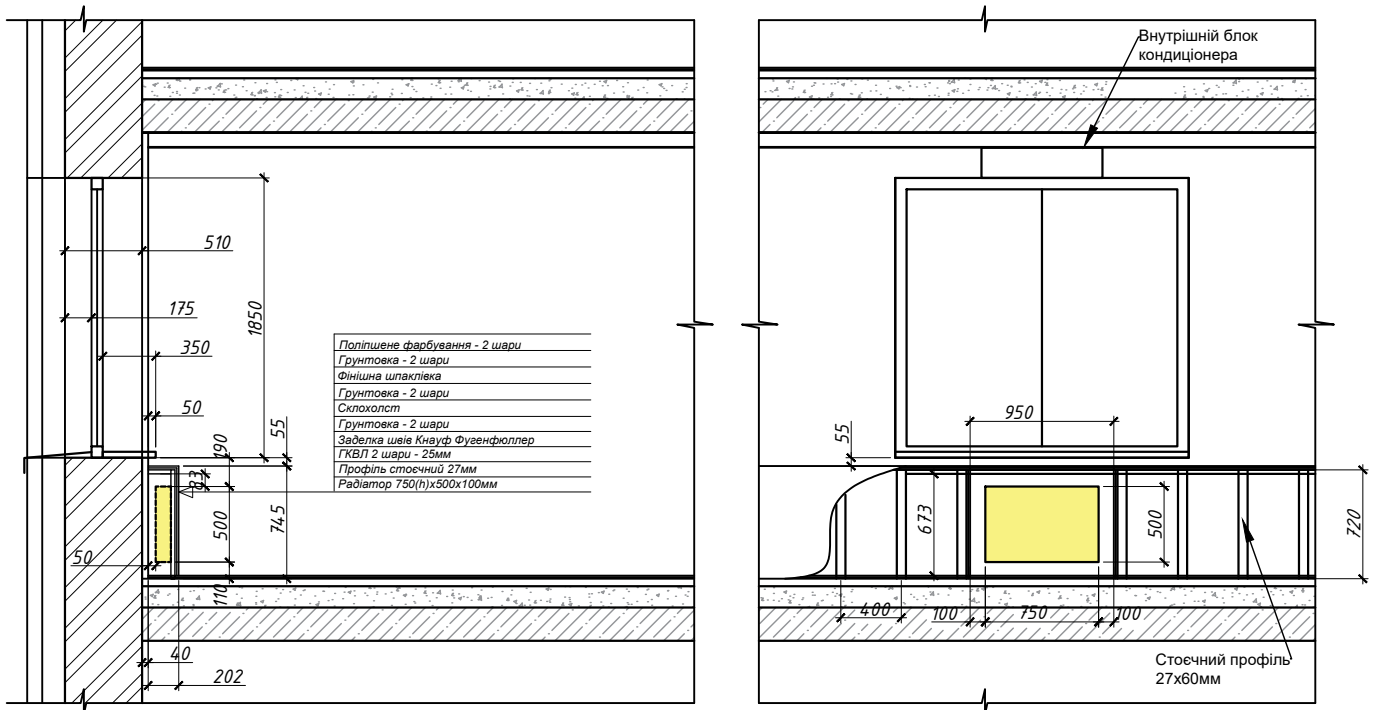 510
175
350
50
1850
55
190
83
500
745
50
110
40
202
Поліпшене фарбування - 2 шари
Грунтовка - 2 шари
Фінішна шпаклівка
Грунтовка - 2 шари
Склохолст
Грунтовка - 2 шари
Заделка швів Кнауф Фугенфюллер
ГКВЛ 2 шари - 25мм
Профіль стоєчний 27мм
Радіатор 750(h)x500x100мм
Внутрішній блок
кондиціонера
950
55
673
500
720
400
100
750
100
Стоєчний профіль
27х60мм